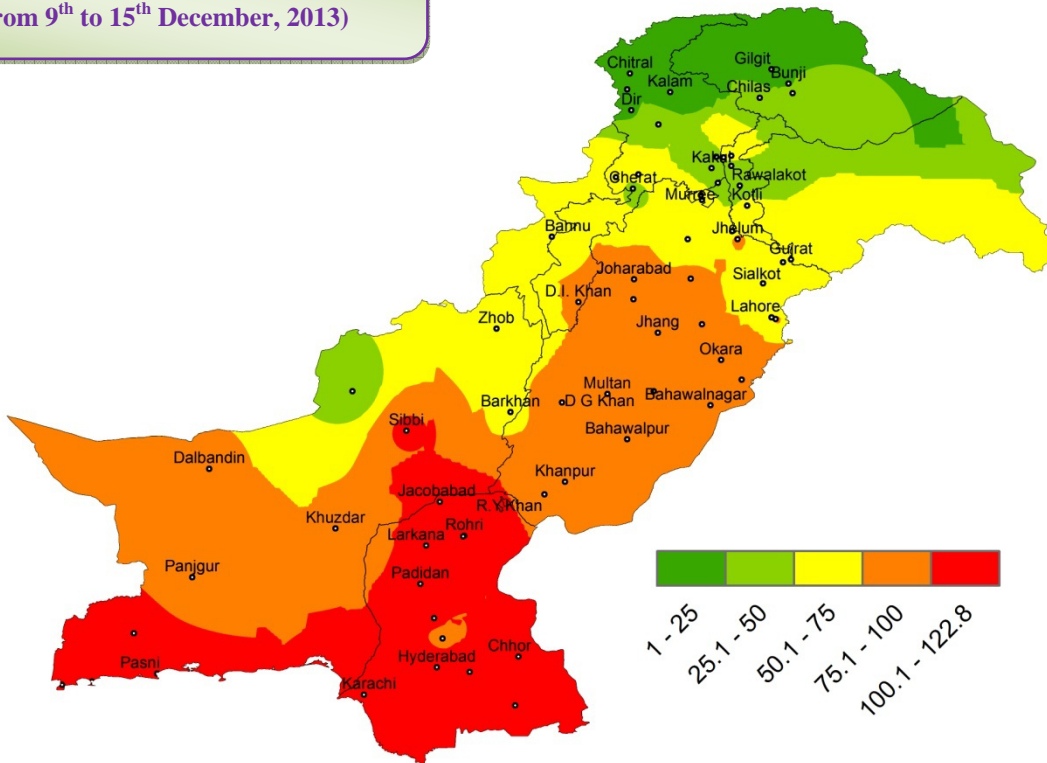 rom 9th to 15th December, 2013)
Chitral
Gilgit
Bunji
Kalam
Chilas
Dir
Rawalakot
Cherat
Murree
Kotli
Bannu
Jhelum
Gujrat
Joharabad
Sialkot
D.I. Khan
Lahore
Zhob
Jhang
Okara
Multan
Barkhan
D G Khan
Bahawalnagar
Sibbi
Bahawalpur
Dalbandin
Khanpur
Jacobabad
R.Y.Khan
Khuzdar
Rohri
Larkana
Panjgur
Padidan
Chhor
Pasni
Hyderabad
Karachi
1 - 25
25.1 - 50
50.1 - 75
75.1 - 100
100.1 - 122.8